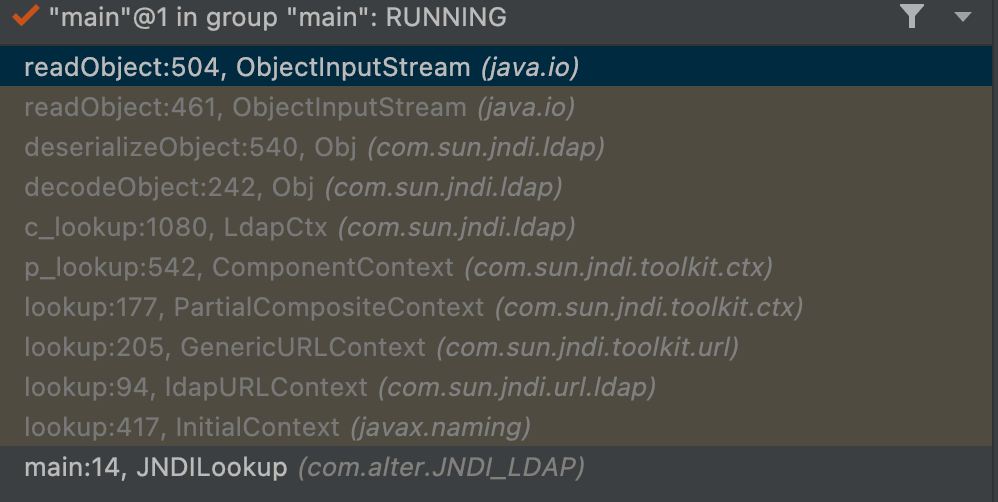 "main"@1 in group "main": RUNNING
readObject:504, ObjectInputStream (java.io)
readObject:461, ObjectInputStream (java.io)
deserializeObject:540, Obj (com.sun.jndi.ldap)
decodeObject:242, Obj (com.sun.jndi.ldap)
c_lookup:1080, LdapCtx (com.sun.jndi.ldap)
p_lookup:542, ComponentContext (com.sun.jndi.toolkit.ctx)
lookup:177, PartialCompositeContext (com.sun.jndi.toolkit.ctx)
lookup:205, GenericURLContext (com.sun.jndi.toolkit.url)
lookup:94, ldapURLContext (com.sun.jndi.url.ldap)
lookup:417, InitialContext (javax.naming)
main:14, JNDILookup (com.alter.JNDI_LDAP)